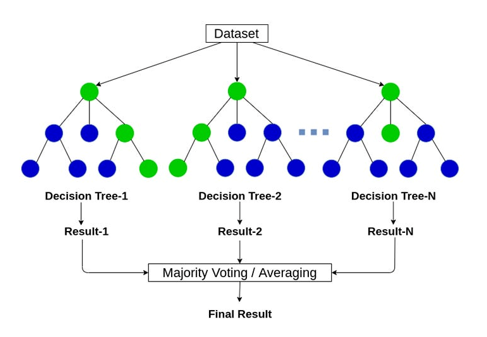 Dataset
Decision Tree-1
Decision Tree-2
Decision Tree-N
Result-1
Result-2
Result-N
Majority Voting / Averaging
Final Result